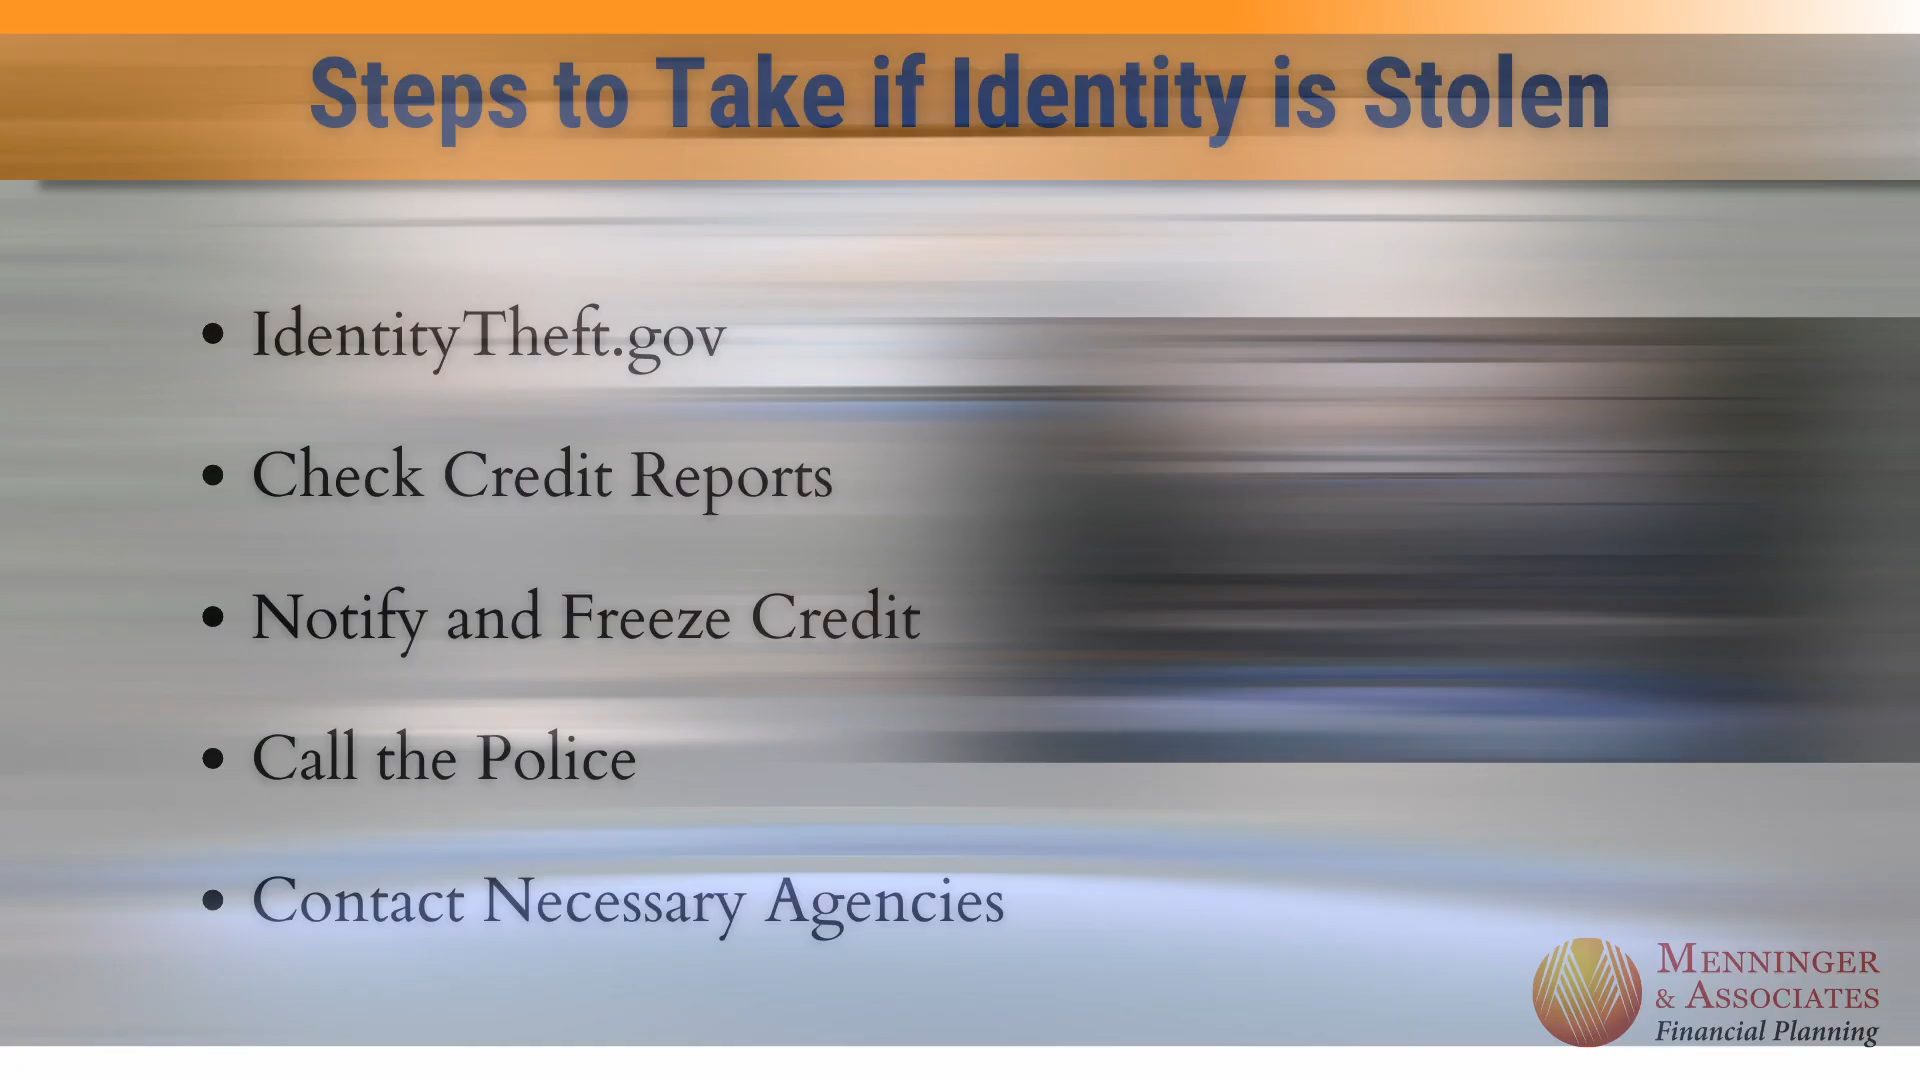 Steps to Take if Identity is Stolen
• IdentityTheft.gov
• Check Credit Reports
• Notify and Freeze Credit
• Call the Police
• Contact Necessary Agencies
MENNINGER
& ASSOCIATES
Financial Planning